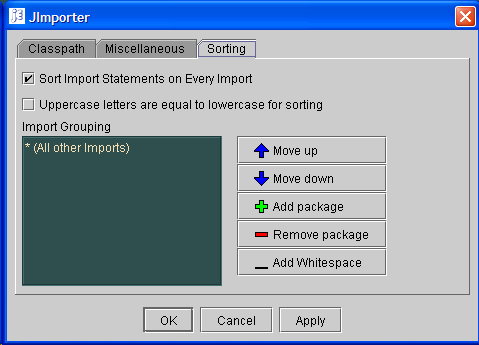 JImporter
Classpath Miscellaneous Sorting
Sort Import Statements on Every Import
Uppercase letters are equal to lowercase for sorting
Import Grouping
* (All other Imports)
Move up
Move down
Add package
Remove package
Add Whitespace
OK Cancel Apply